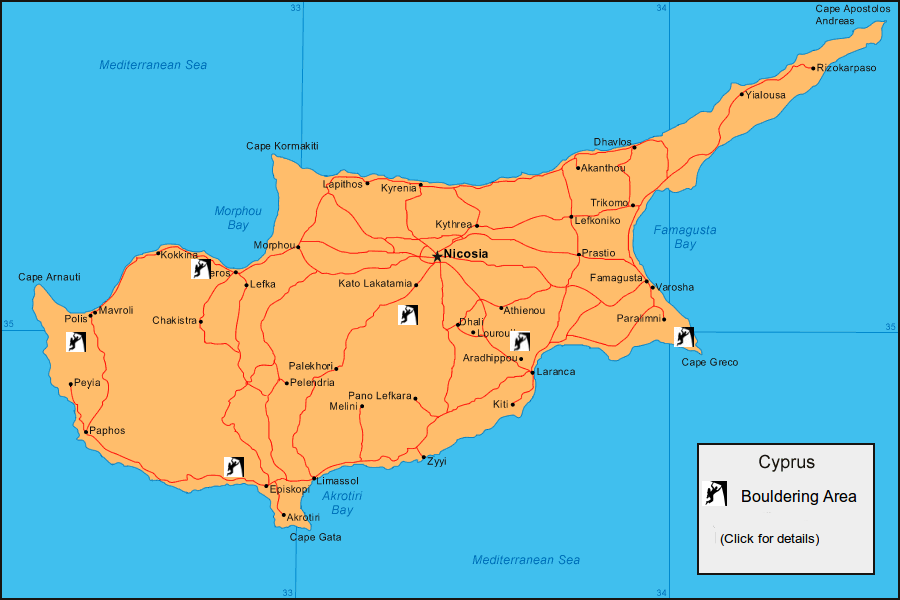 33
34
Cape Apostolos
Andreas
Mediterranean Sea
Rizokarpaso
Yialousa
Dhavlos
Cape Kormakiti
Akanthou
Lapithos
Kyrenia
Trikomo
Morphou
Bay
Lefkoniko
Kythrea
Famagusta
Bay
Morphou
Nicosia
Prastio
Kokkina
eros
Cape Arnauti
Lefka
Kato Lakatamia
Famagusta
Varosha
Athienou
Mavroli
Polis
Chakistra
Dhali
Paralimni
35
35
Aradhippou
Cape Greco
Palekhori
Laranca
Peyia
Pelendria
Pano Lefkara
Melini
Kiti
Paphos
Zyyi
Cyprus
Limassol
Episkopi
Akrotiri
Bay
Bouldering Area
Akrotiri
Cape Gata
(Click for details)
Mediterranean Sea
33
34